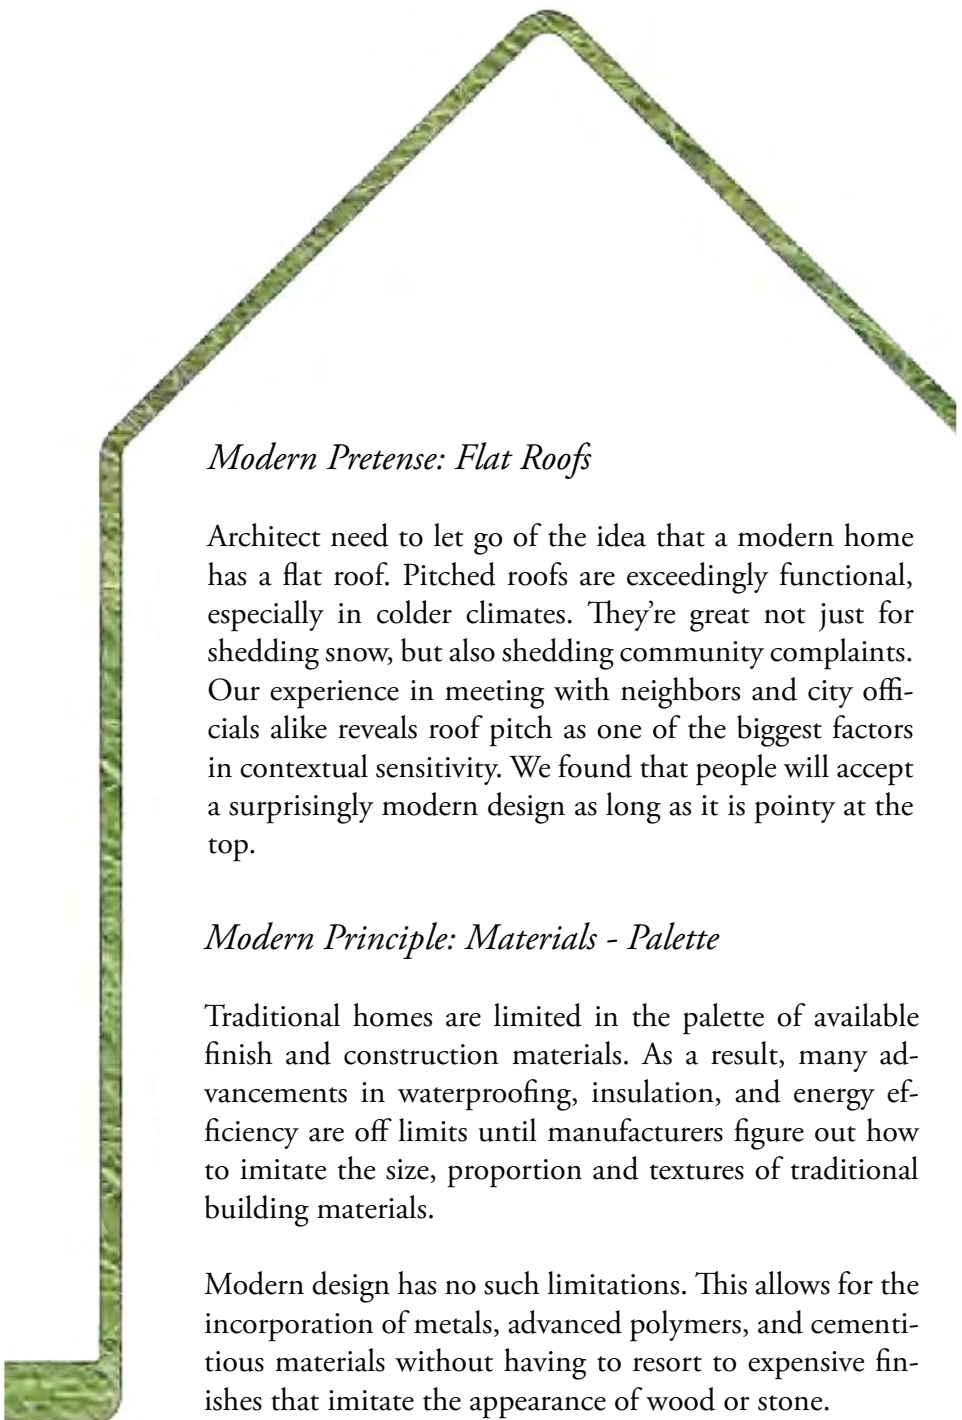 Modern Pretense: Flat Roofs
Architect need to let go of the idea that a modern home
has a flat roof. Pitched roofs are exceedingly functional,
especially in colder climates. They’re great not just for
shedding snow, but also shedding community complaints.
Our experience in meeting with neighbors and city offi-
cials alike reveals roof pitch as one of the biggest factors
in contextual sensitivity. We found that people will accept
a surprisingly modern design as long as it is pointy at the
top.
Modern Principle: Materials - Palette
Traditional homes are limited in the palette of available
finish and construction materials. As a result, many ad-
vancements in waterproofing, insulation, and energy ef-
ficiency are off limits until manufacturers figure out how
to imitate the size, proportion and textures of traditional
building materials.
Modern design has no such limitations. This allows for the
incorporation of metals, advanced polymers, and cementi-
tious materials without having to resort to expensive fin-
ishes that imitate the appearance of wood or stone.